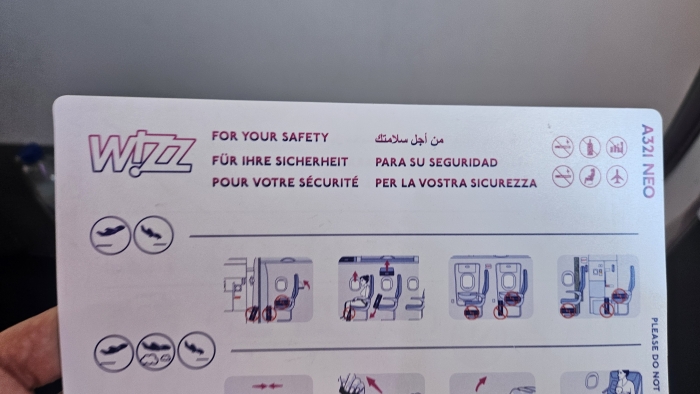 WIZZ
FOR YOUR SAFETY
من أجل سلامتك
FÜR IHRE SICHERHEIT
PARA SU SEGURIDAD
POUR VOTRE SÉCURITÉ
PER LA VOSTRA SICUREZZA
A321 NEO
PLEASE DO NOT